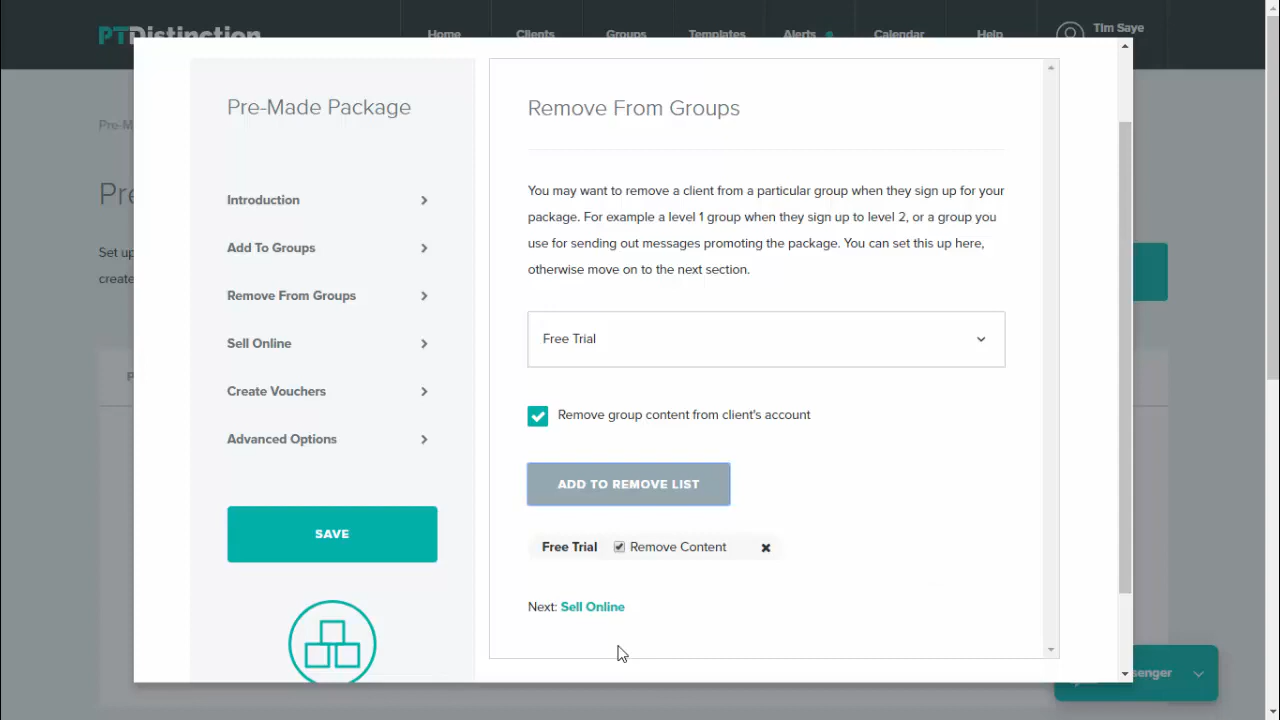 PTDistinction
Home
Clients
Groups
Templates
Alerts
Calendar
Help
Tim Saye
Pre-Made Package
Introduction
Add To Groups
Remove From Groups
Sell Online
Create Vouchers
Advanced Options
SAVE
Remove From Groups
You may want to remove a client from a particular group when they sign up for your
package. For example a level 1 group when they sign up to level 2, or a group you
use for sending out messages promoting the package. You can set this up here,
otherwise move on to the next section.
Free Trial
Remove group content from client's account
ADD TO REMOVE LIST
Free Trial Remove Content
Next: Sell Online
Set up